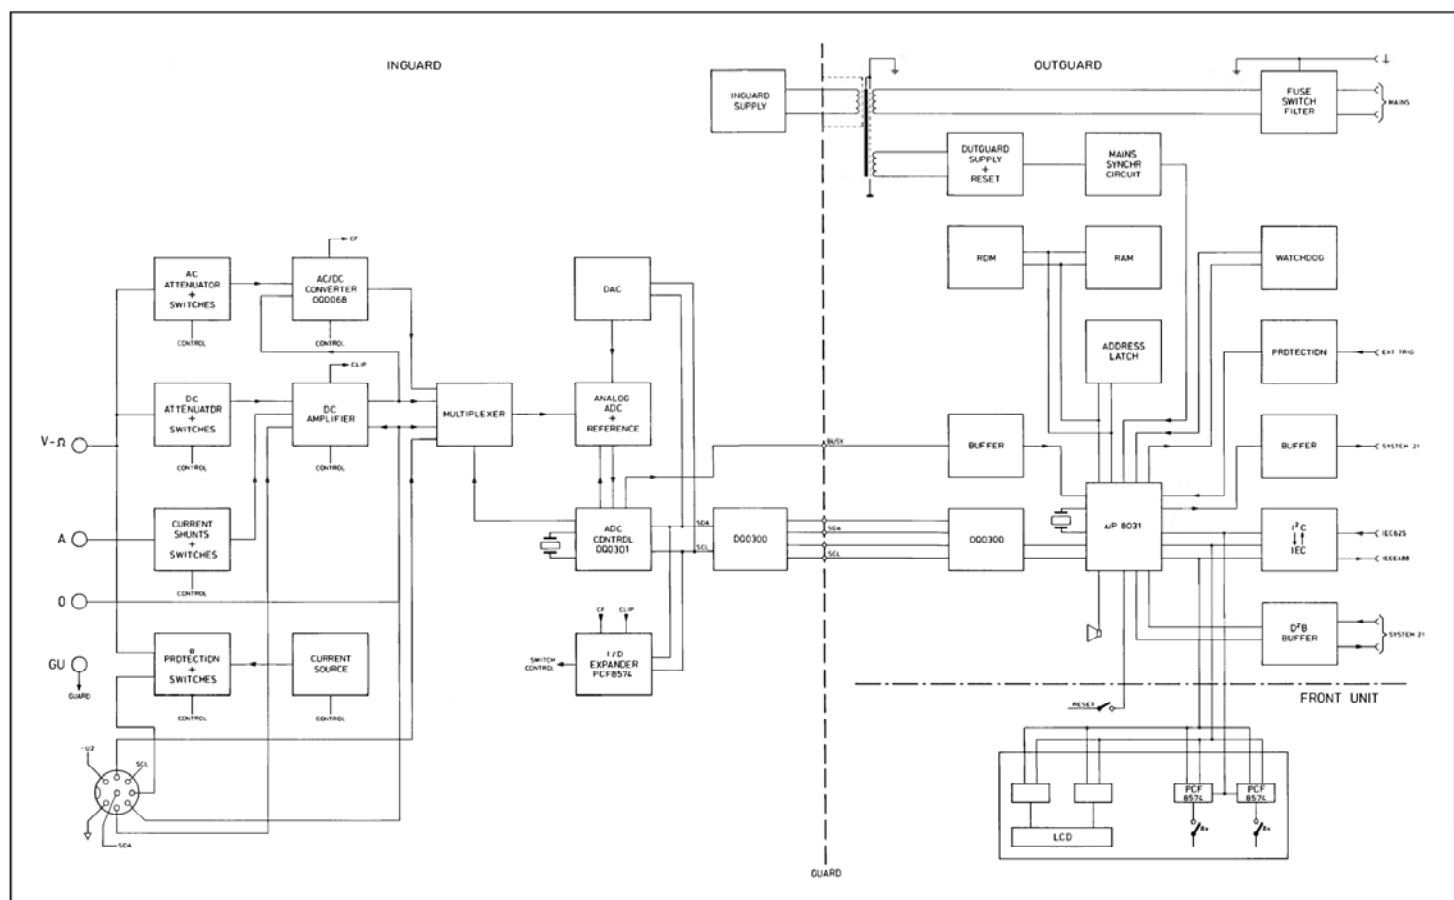 INGUARD
OUTGUARD
INGUARD
SUPPLY
FUSE
SWITCH
FILTER
MAINS
OUTGUARD
SUPPLY
+
RESET
MAINS
SYNCHR
CIRCUIT
CF
AC
ATTENUATOR
+
SWITCHES
CONTROL
AC/DC
CONVERTER
OQ0068
CONTROL
DAC
ROM
RAM
WATCHDOG
ADDRESS
LATCH
PROTECTION
EXT TRIG
CLIP
DC
ATTENUATOR
+
SWITCHES
CONTROL
DC
AMPLIFIER
CONTROL
MULTIPLEXER
ANALOG
ADC
+
REFERENCE
V-Ω
BUSY
BUFFER
BUFFER
SYSTEM 21
A
CURRENT
SHUNTS
+
SWITCHES
CONTROL
ADC
CONTROL
OQ0301
SDA
SCL
OQ0300
SDA
SCL
OQ0300
µP 8031
I²C
IEC
IEC625
IEEE488
0
CF
CLIP
SWITCH
CONTROL
I/O
EXPANDER
PCF8574
D²B
BUFFER
SYSTEM 21
GU
GUARD
Ω
PROTECTION
+
SWITCHES
CONTROL
CURRENT
SOURCE
CONTROL
FRONT UNIT
RESET
-U2
SCL
SDA
PCF
8574
PCF
8574
8x
8x
LCD
GUARD